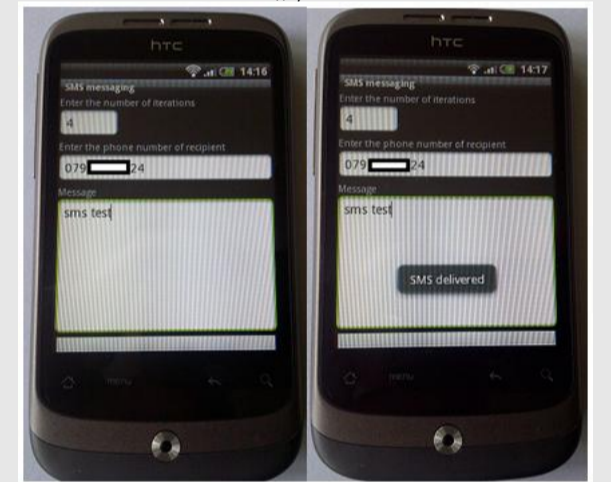 htc
14:16
SMS messaging
Enter the number of iterations
4
Enter the phone number of recipient
079 24
Message
sms test
menu
htc
14:17
SMS messaging
Enter the number of iterations
4
Enter the phone number of recipient
079 24
Message
sms test
SMS delivered
menu